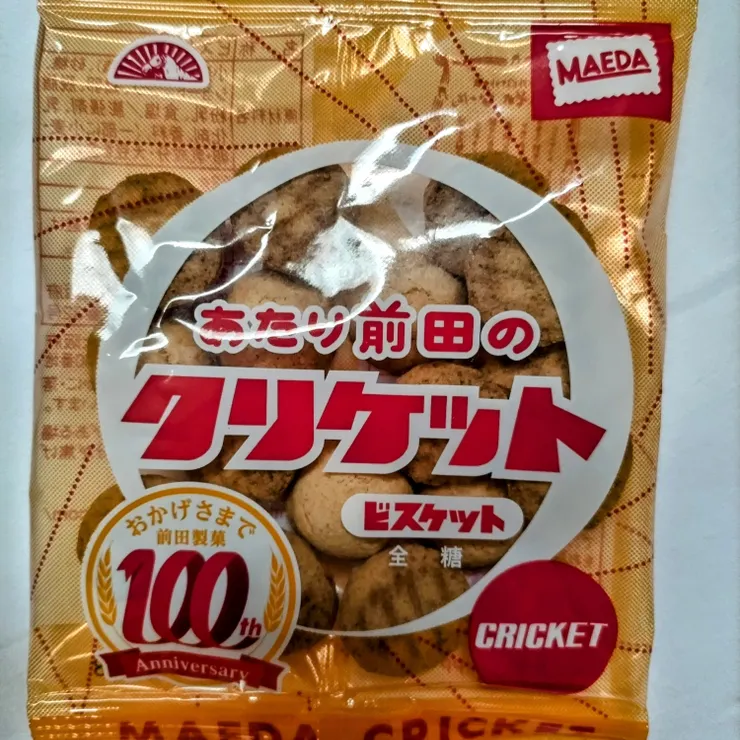 MAEDA
あたり前田の
クリケット
ビスケット
全糖
おかげさまで
前田製菓
100th
Anniversary
CRICKET
MAEDA CRICKET